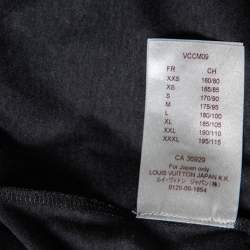 VCCM09
FR CH
XXS 160/80
XS 165/85
S 170/90
M 175/95
L 180/100
XL 185/105
XXL 190/110
XXXL 195/115
CA 36929
For Japan only
LOUIS VUITTON JAPAN K.K.
ルイ・ヴィトン ジャパン(株)
0120-00-1854